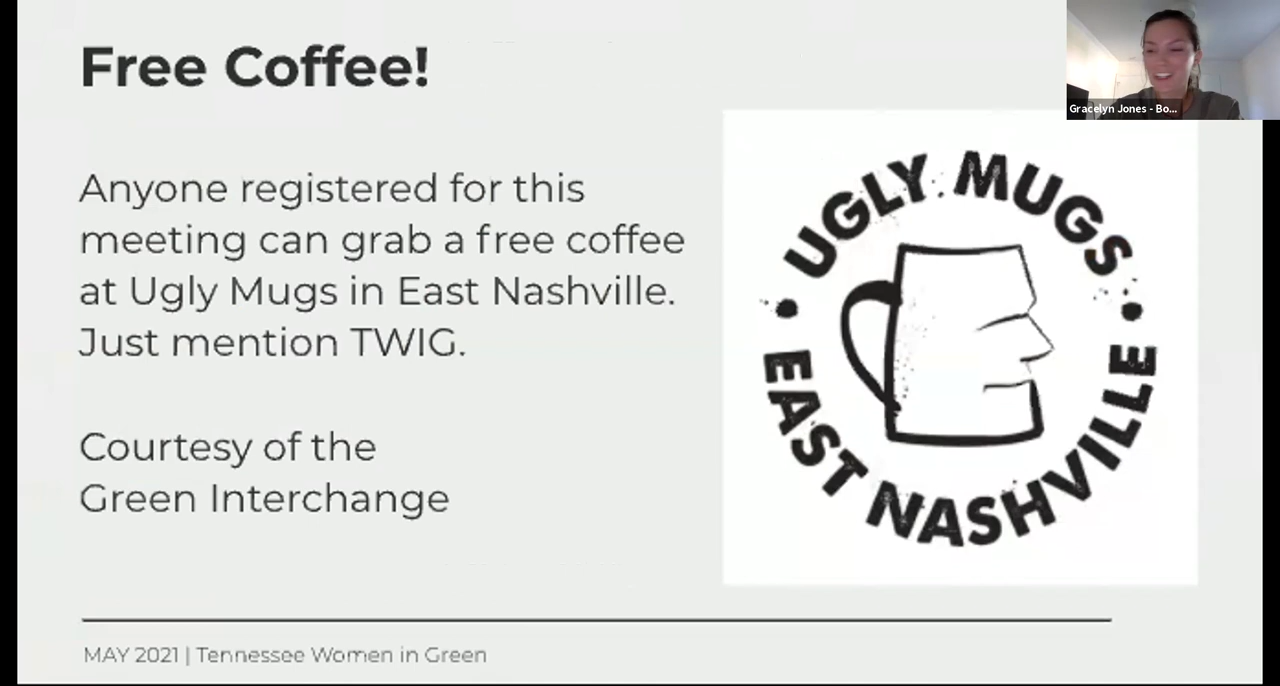 Free Coffee!
Anyone registered for this
meeting can grab a free coffee
at Ugly Mugs in East Nashville.
Just mention TWIG.
Courtesy of the
Green Interchange
UGLY MUGS
EAST NASHVILLE
MAY 2021 | Tennessee Women in Green
Gracelyn Jones - Bo...